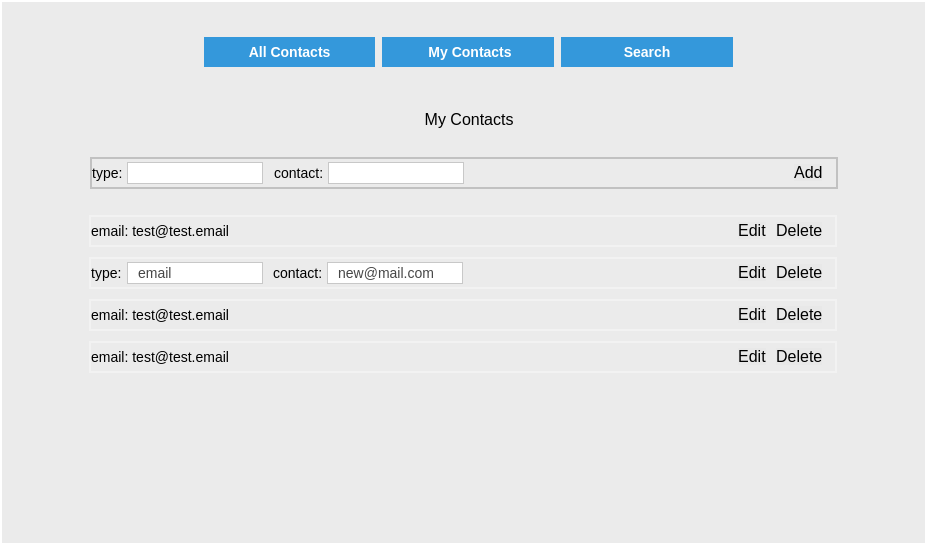 All Contacts My Contacts Search
My Contacts
type: contact: Add
email: test@test.email Edit Delete
type: email contact: new@mail.com Edit Delete
email: test@test.email Edit Delete
email: test@test.email Edit Delete